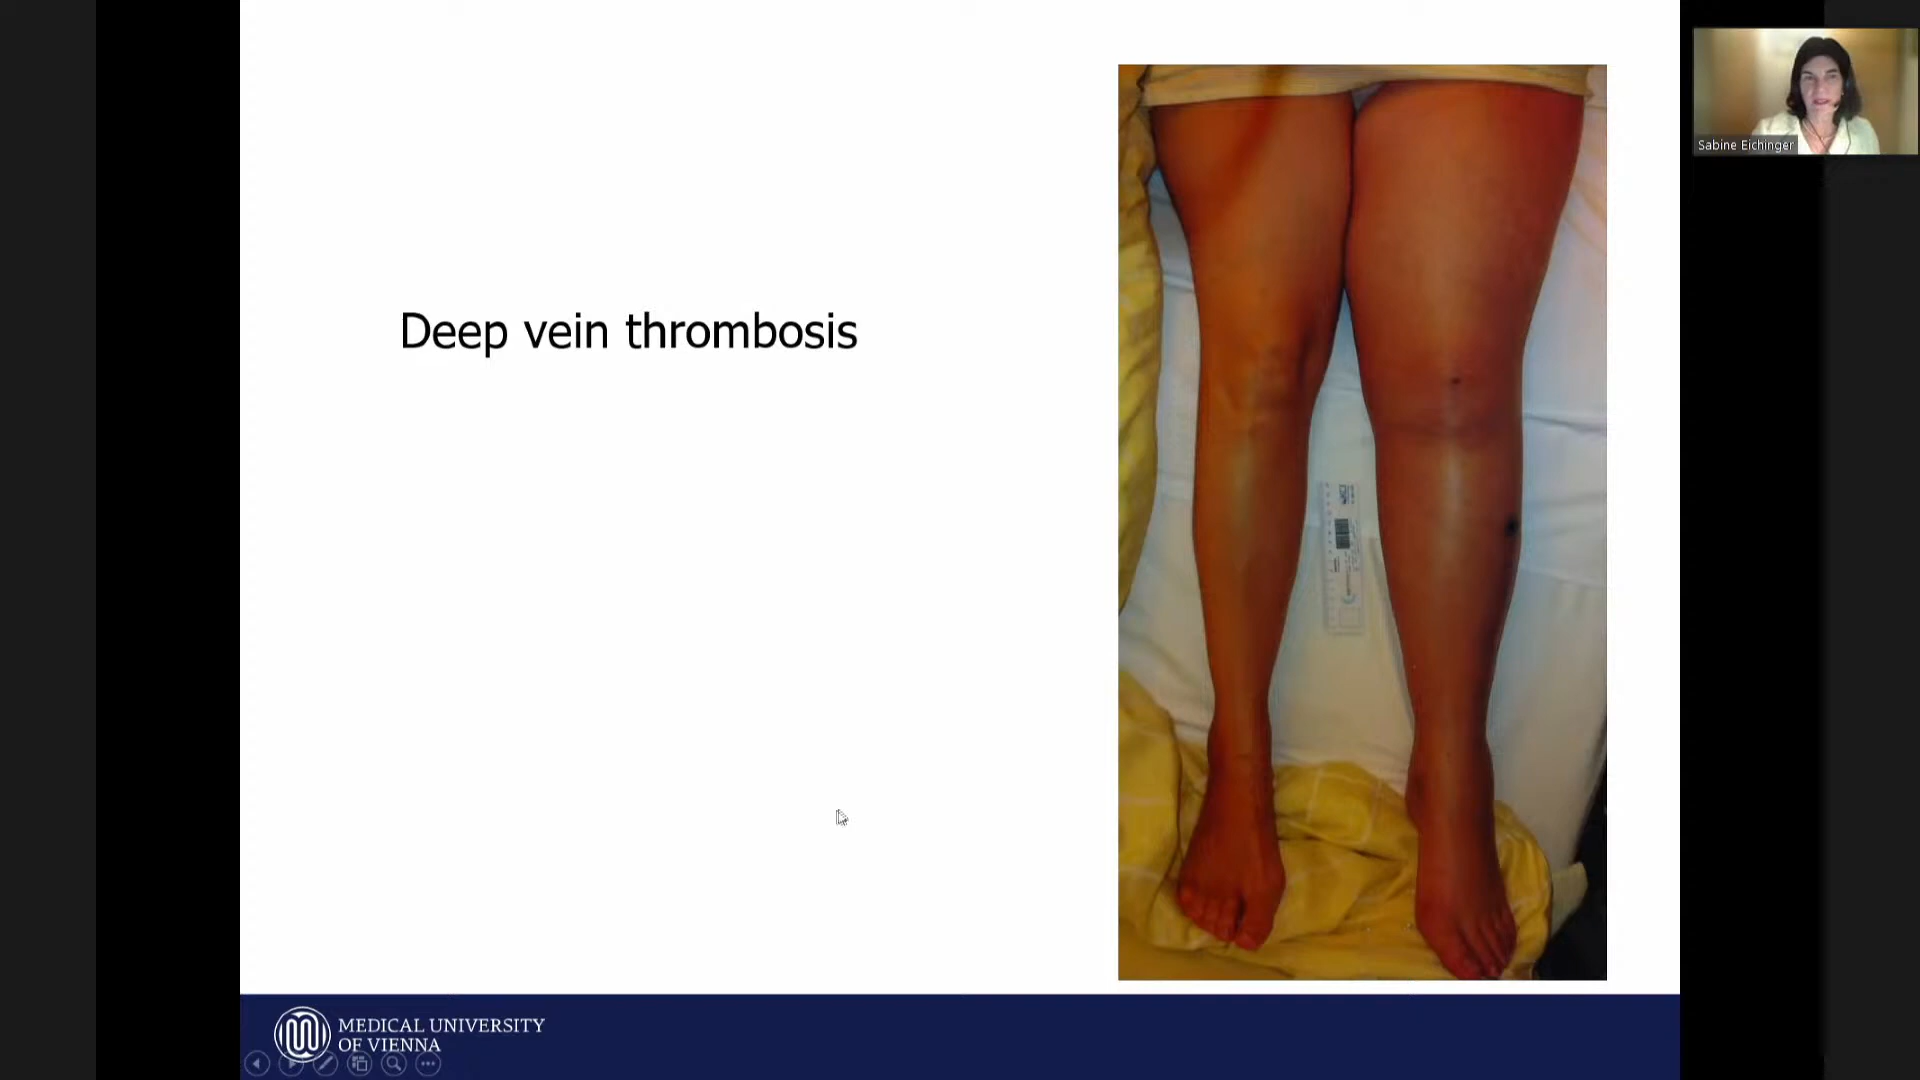 Deep vein thrombosis
Sabine Eichinger
MEDICAL UNIVERSITY
OF VIENNA